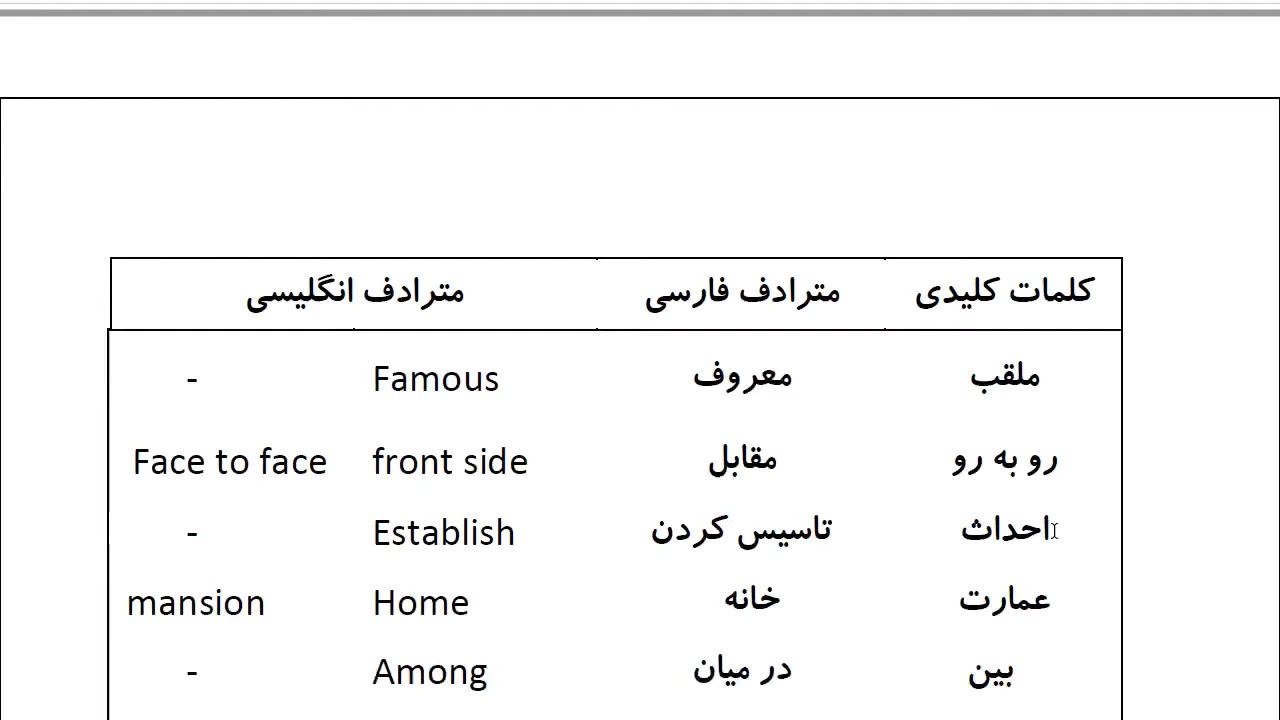 کلمات کلیدی مترادف فارسی مترادف انگلیسی
ملقب معروف Famous -
رو به رو مقابل front side Face to face
احداث تاسیس کردن Establish -
عمارت خانه Home mansion
بین در میان Among -